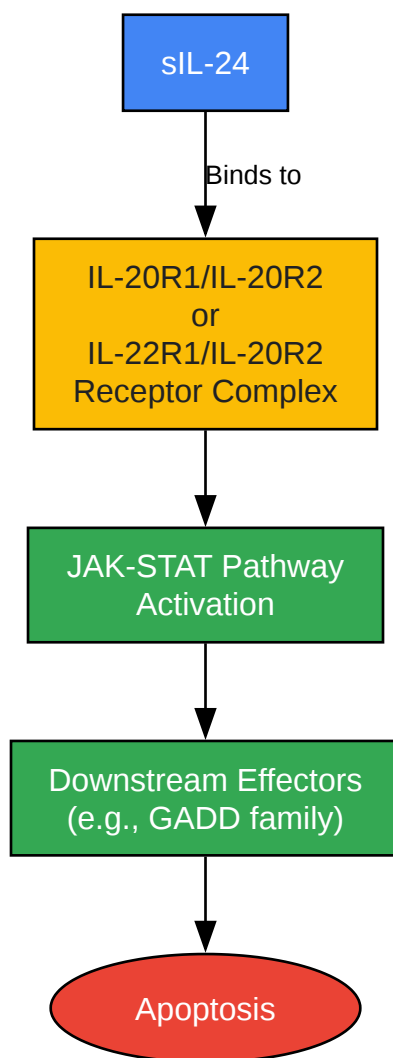 sIL-24
Binds to
IL-20R1/IL-20R2
or
IL-22R1/IL-20R2
Receptor Complex
JAK-STAT Pathway
Activation
Downstream Effectors
(e.g., GADD family)
Apoptosis